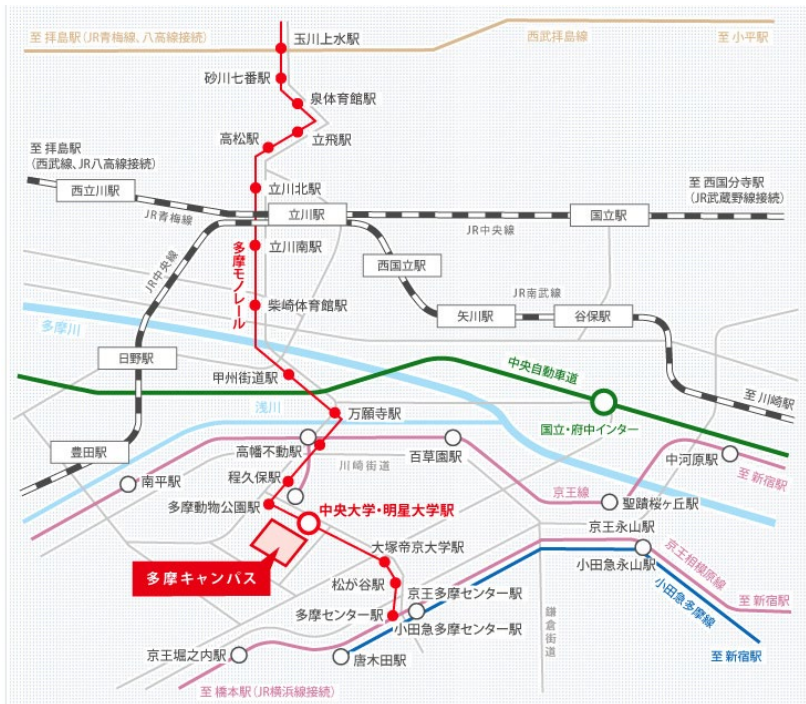 至 拝島駅（JR青梅線、八高線接続）
玉川上水駅
西武拝島線
至 小平駅
砂川七番駅
泉体育館駅
高松駅
立飛駅
至 拝島駅
（西武線、JR八高線接続）
西立川駅
JR青梅線
立川北駅
立川駅
JR中央線
国立駅
至 西国分寺駅
（JR武蔵野線接続）
立川南駅
多摩モノレール
JR中央線
西国立駅
柴崎体育館駅
矢川駅
JR南武線
谷保駅
多摩川
日野駅
甲州街道駅
中央自動車道
至 川崎駅
浅川
万願寺駅
国立・府中インター
豊田駅
高幡不動駅
川崎街道
百草園駅
中河原駅
至 新宿駅
南平駅
程久保駅
京王線
聖蹟桜ヶ丘駅
多摩動物公園駅
中央大学・明星大学駅
京王永山駅
大塚帝京大学駅
小田急永山駅
京王相模原線
多摩キャンパス
松が谷駅
京王多摩センター駅
小田急多摩線
至 新宿駅
多摩センター駅
小田急多摩センター駅
鎌倉街道
京王堀之内駅
唐木田駅
至 新宿駅
至 橋本駅（JR横浜線接続）